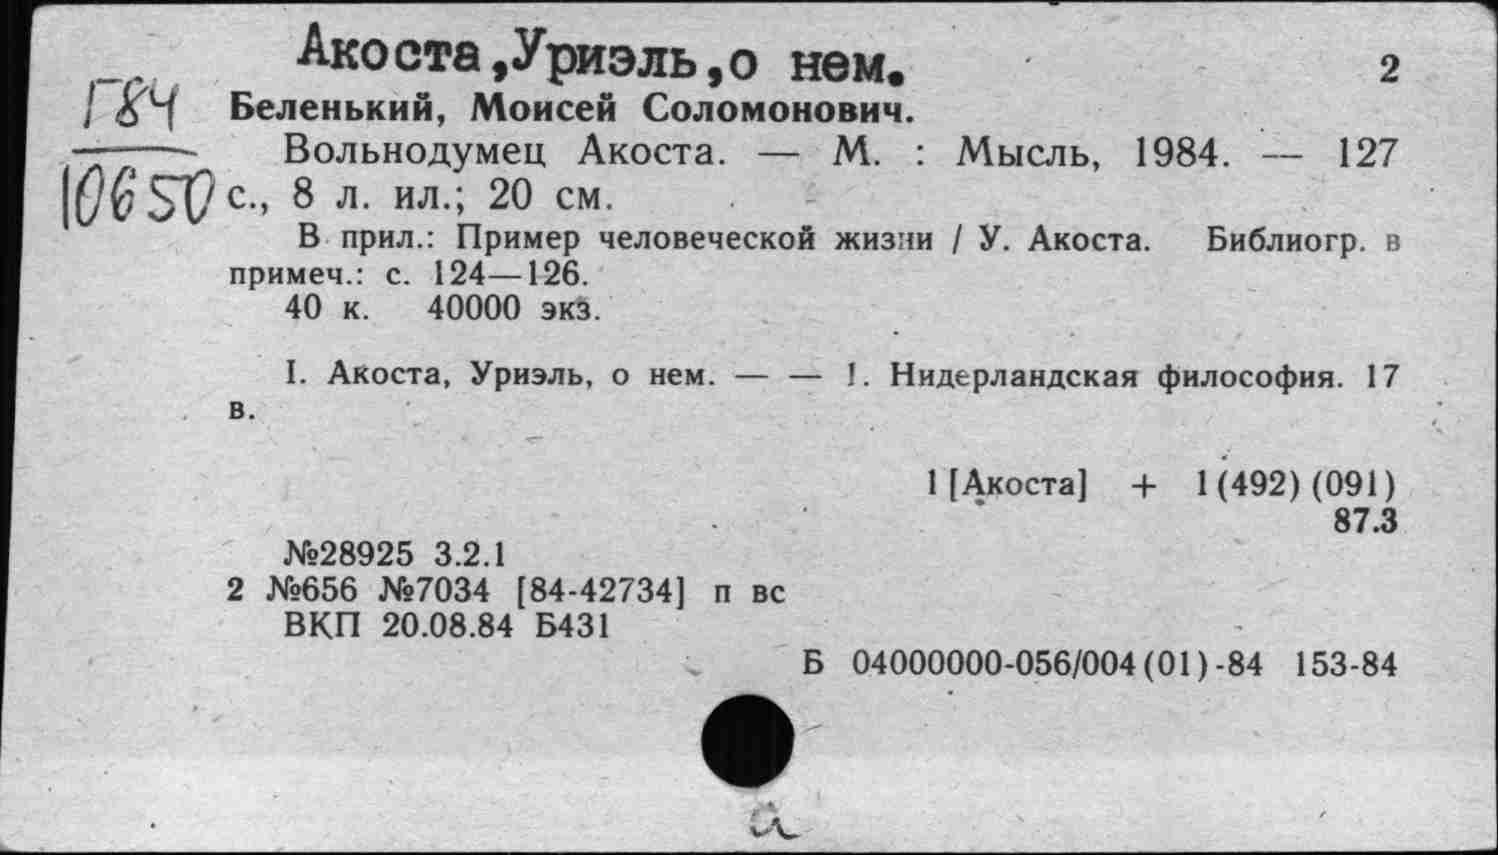 Акоста,Уриэль,о нем.
2
Г84
10650
Беленький, Моисей Соломонович.
Вольнодумец Акоста. — М. : Мысль, 1984. — 127
с., 8 л. ил.; 20 см.
В прил.: Пример человеческой жизни / У. Акоста. Библиогр. в
примеч.: с. 124—126.
40 к. 40000 экз.
I. Акоста, Уриэль, о нем. — — 1. Нидерландская философия. 17
в.
1 [Акоста] + 1 (492) (091)
87.3
№28925 3.2.1
2 №656 №7034 [84-42734] п вс
ВКП 20.08.84 Б431
Б 04000000-056/004(01)-84 153-84